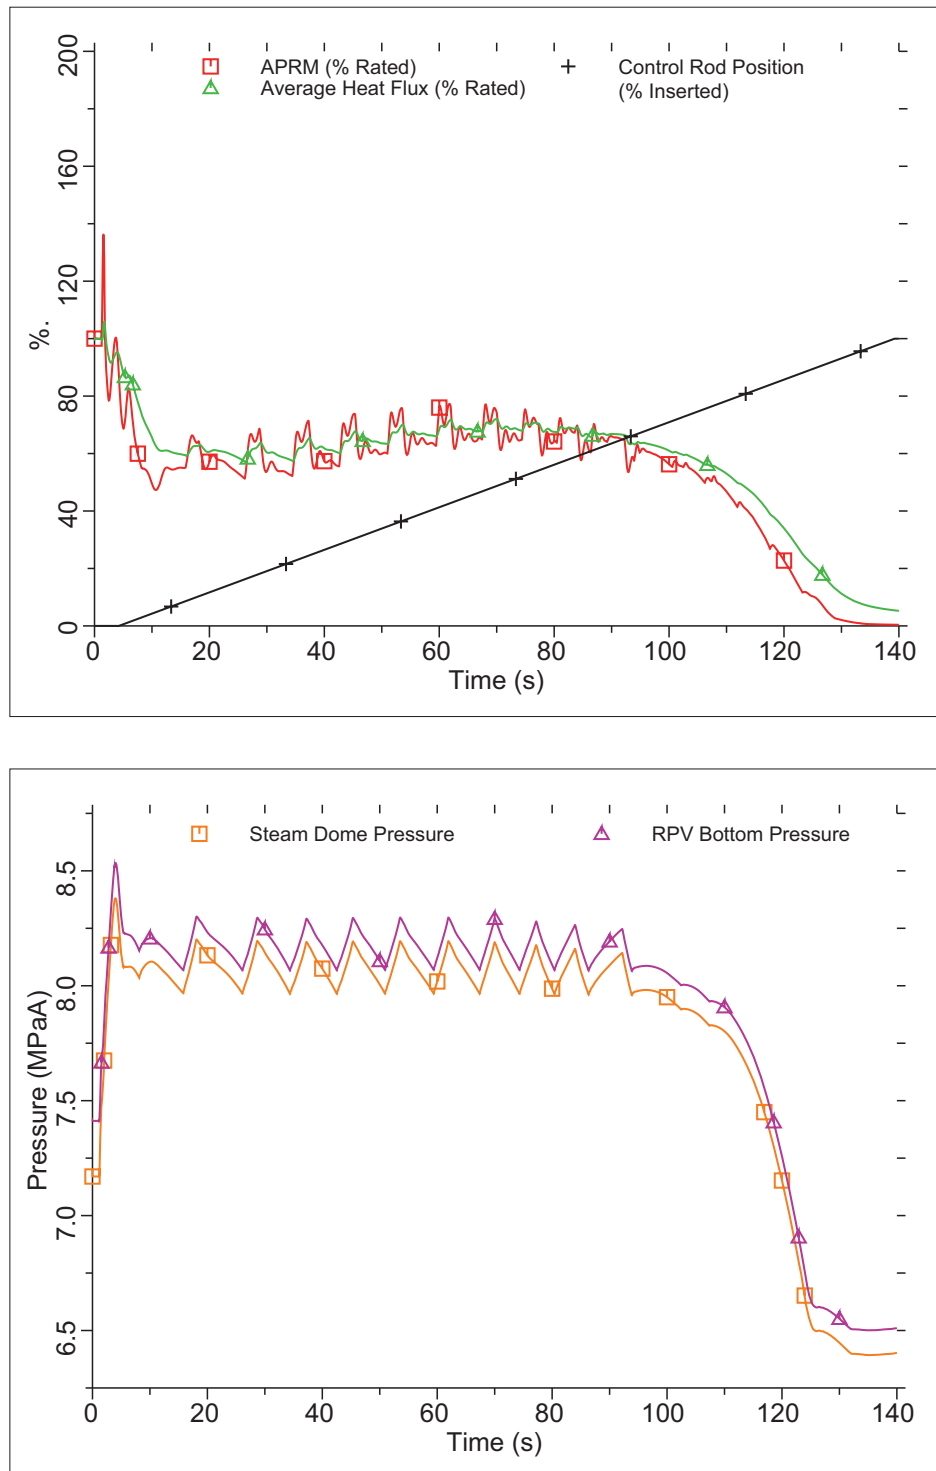 200
160
120
80
40
0
%.
APRM (% Rated)
Average Heat Flux (% Rated)
Control Rod Position
(% Inserted)
0 20 40 60 80 100 120 140
Time (s)
8.5
8.0
7.5
7.0
6.5
Pressure (MPaA)
Steam Dome Pressure
RPV Bottom Pressure
0 20 40 60 80 100 120 140
Time (s)